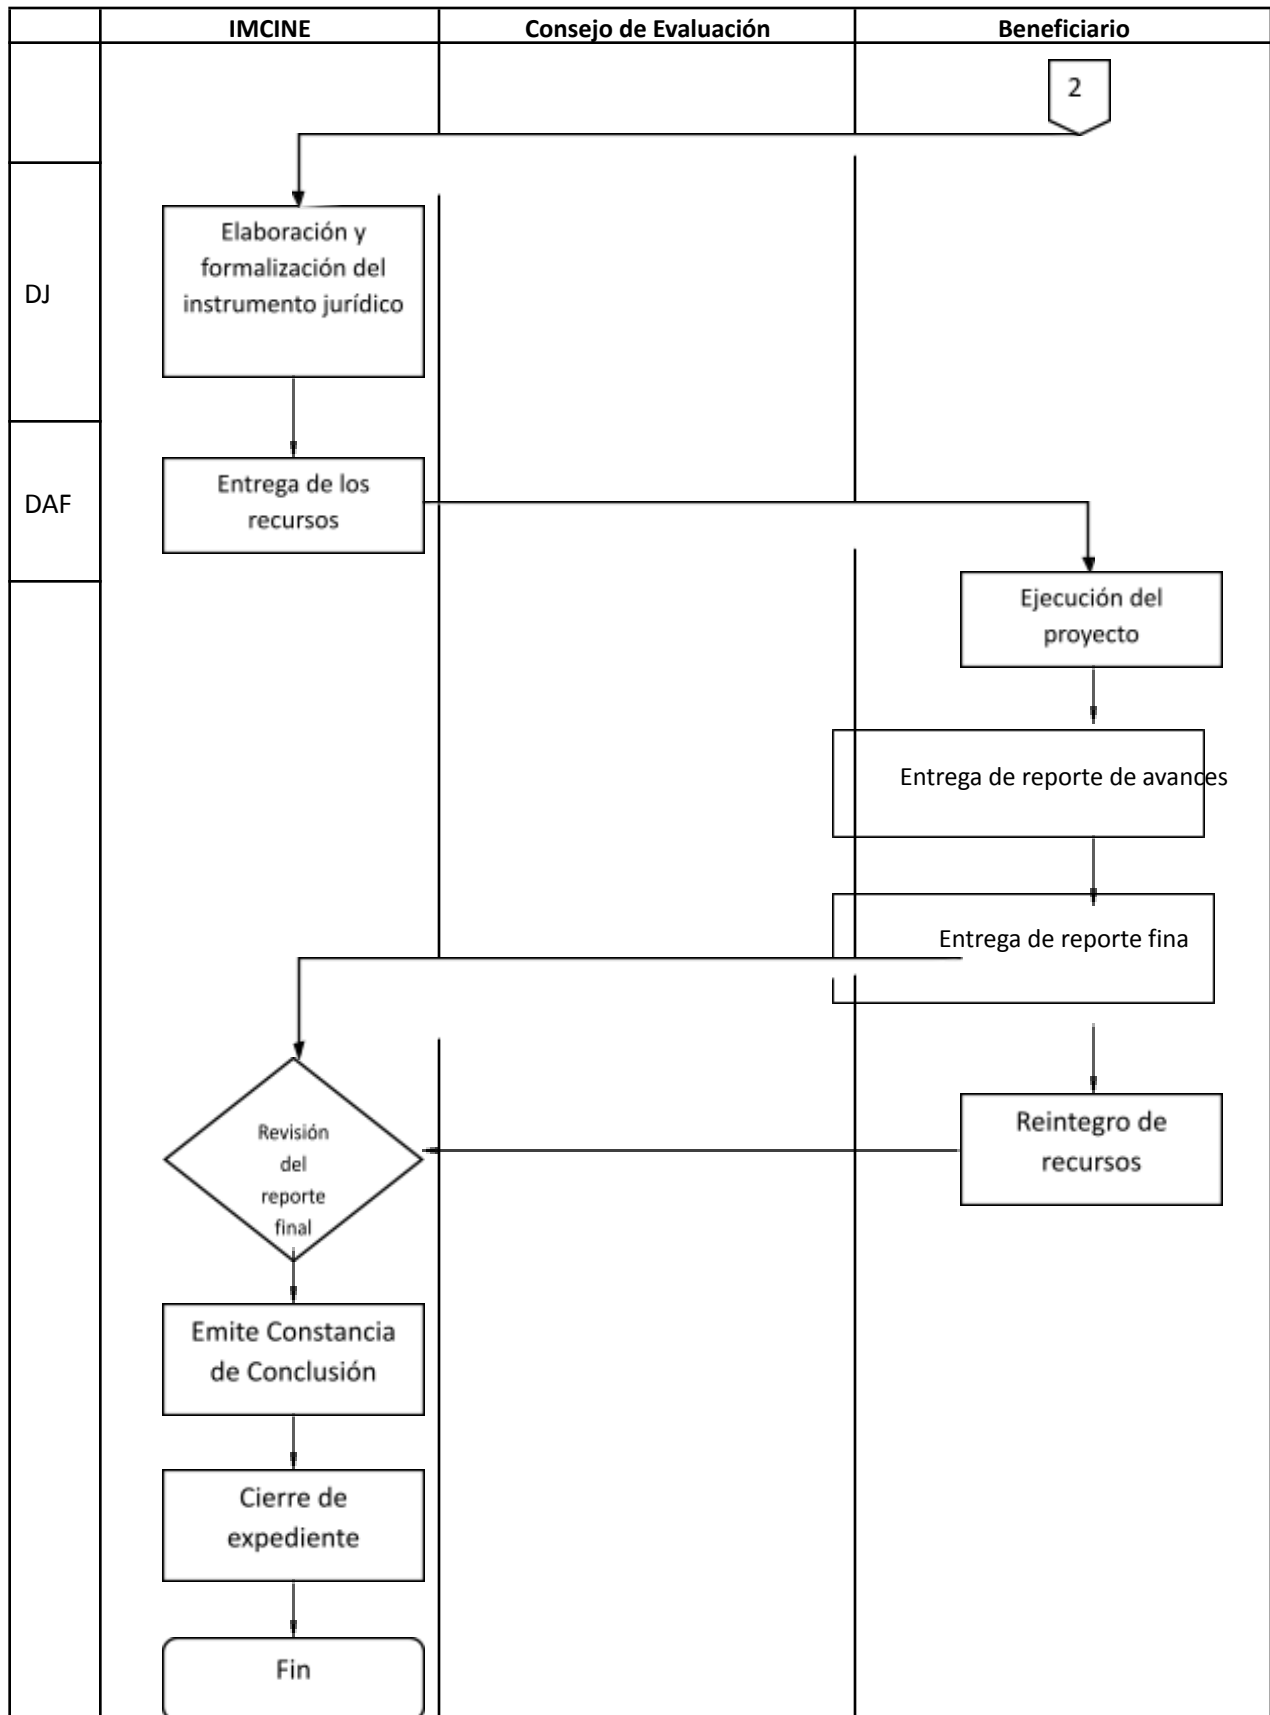 IMCINE
Consejo de Evaluación
Beneficiario
2
DJ
Elaboración y
formalización del
instrumento jurídico
DAF
Entrega de los
recursos
Ejecución del
proyecto
Entrega de reporte de avances
Entrega de reporte fina
Revisión
del
reporte
final
Reintegro de
recursos
Emite Constancia
de Conclusión
Cierre de
expediente
Fin